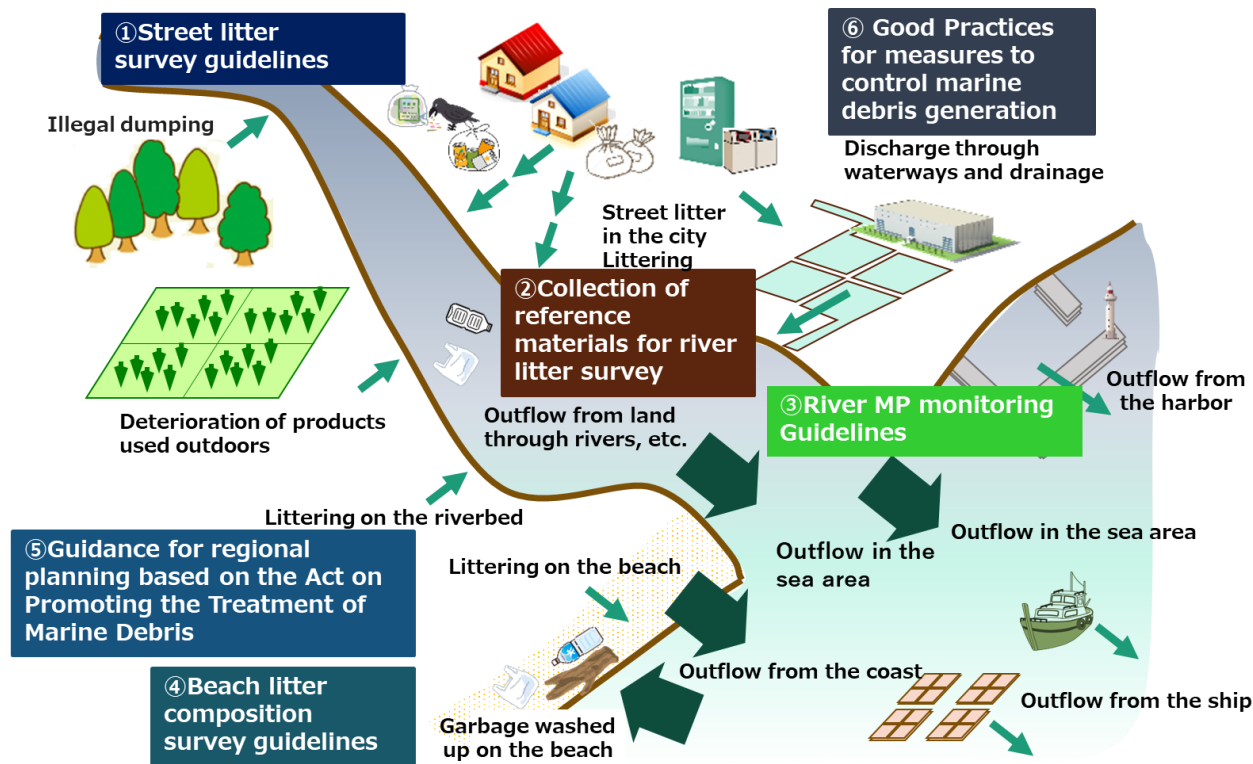 ①Street litter
survey guidelines
⑥ Good Practices
for measures to
control marine
debris generation
Illegal dumping
Discharge through
waterways and drainage
Street litter
in the city
Littering
②Collection of
reference
materials for river
litter survey
Outflow from
the harbor
③River MP monitoring
Guidelines
Deterioration of products
used outdoors
Outflow from land
through rivers, etc.
Littering on the riverbed
Outflow in the sea area
⑤Guidance for regional
planning based on the Act on
Promoting the Treatment of
Marine Debris
Littering on the beach
Outflow in the
sea area
④Beach litter
composition
survey guidelines
Outflow from the coast
Outflow from the ship
Garbage washed
up on the beach